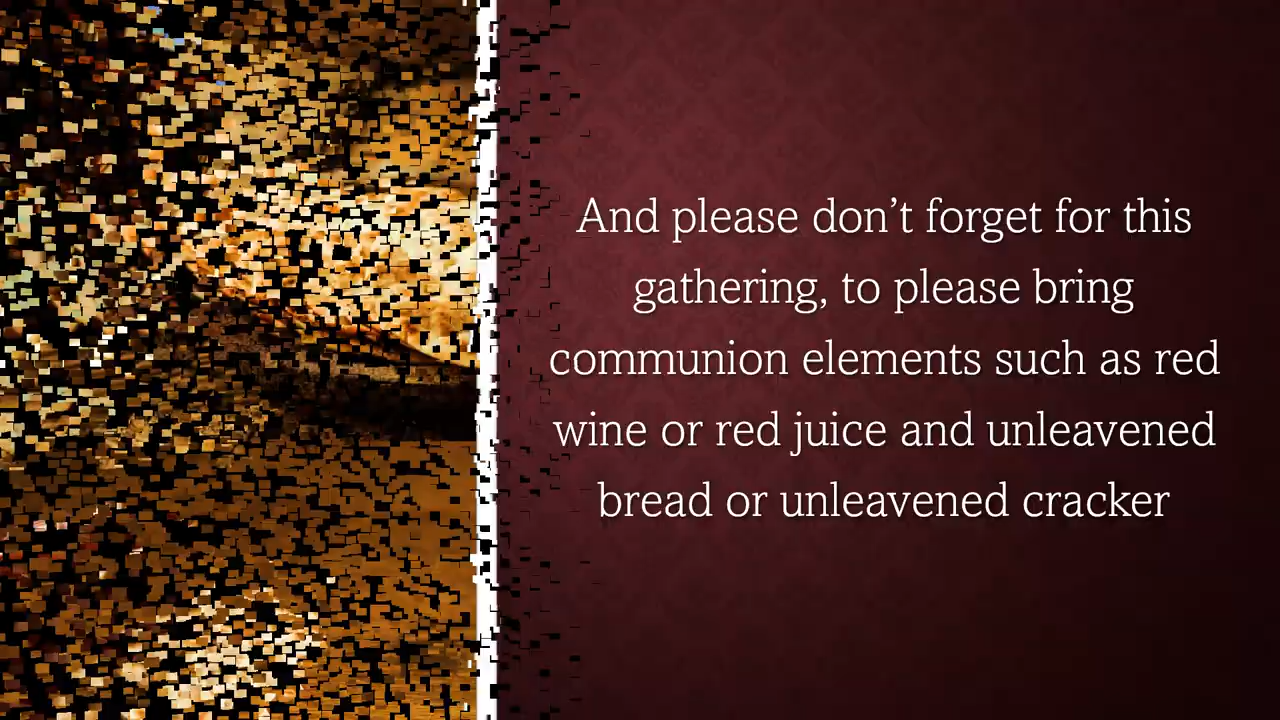 And please don’t forget for this
gathering, to please bring
communion elements such as red
wine or red juice and unleavened
bread or unleavened cracker